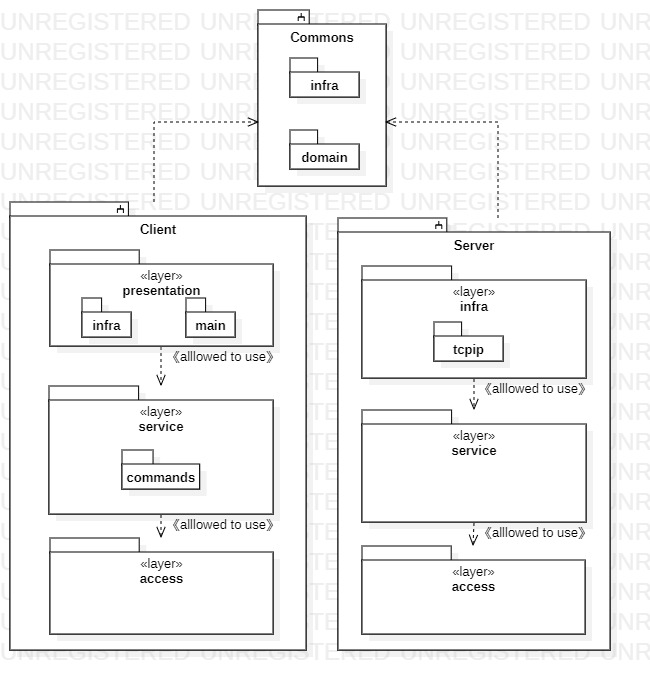 Commons
infra
domain
Client
«layer»
presentation
infra
main
《alllowed to use》
«layer»
service
commands
《alllowed to use》
«layer»
access
Server
«layer»
infra
tcpip
《alllowed to use》
«layer»
service
《alllowed to use》
«layer»
access
UNREGISTERED UNREGISTERED UNREGISTERED UNR